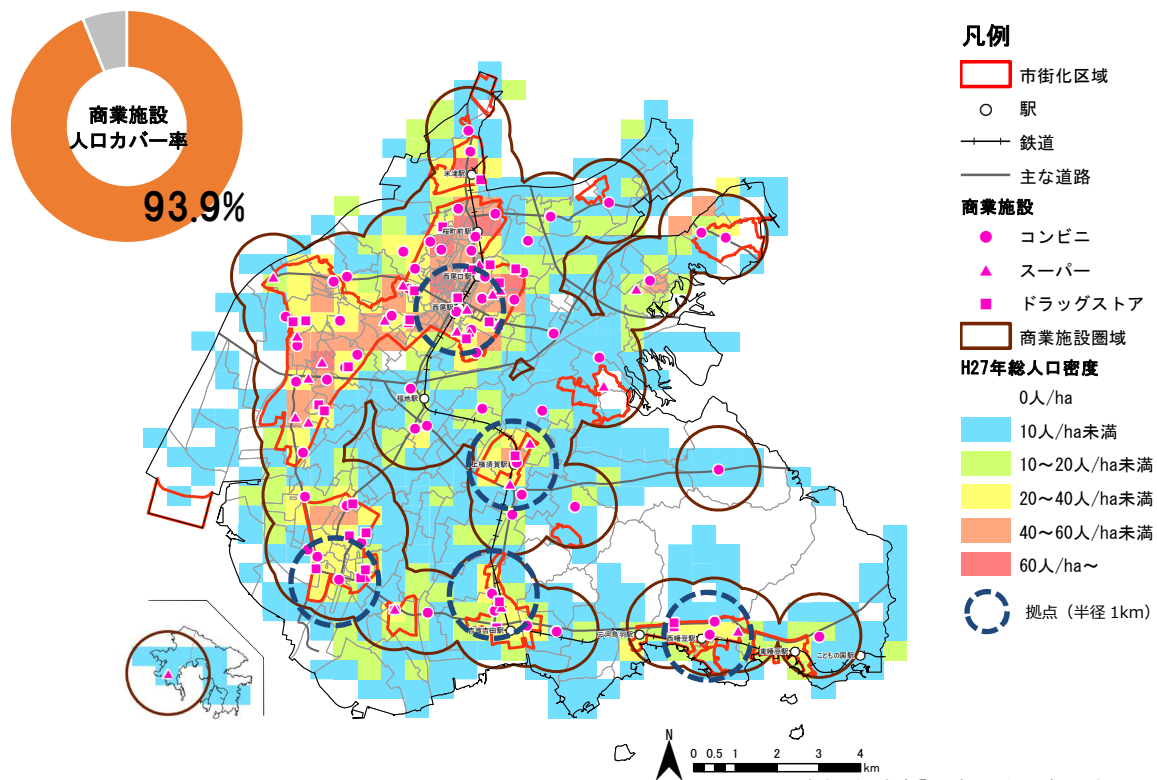 商業施設
人口カバー率
93.9%
米津駅
桜町前駅
西尾口駅
西尾駅
福地駅
上横須賀駅
吉良吉田駅
三河鳥羽駅
西幡豆駅
東幡豆駅
こどもの国駅
凡例
市街化区域
駅
鉄道
主な道路
商業施設
コンビニ
スーパー
ドラッグストア
商業施設圏域
H27年総人口密度
0人/ha
10人/ha未満
10~20人/ha未満
20~40人/ha未満
40~60人/ha未満
60人/ha~
拠点(半径1km)
N
0 0.5 1 2 3 4
km